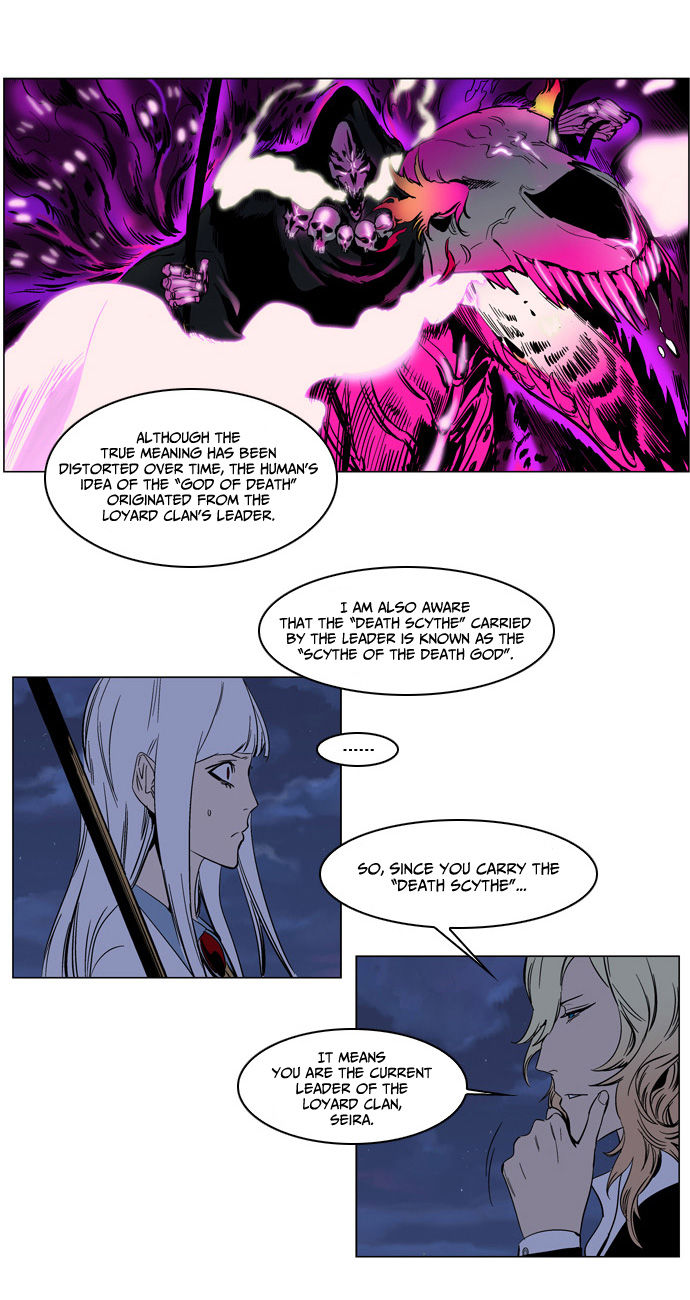 ALTHOUGH THE
TRUE MEANING HAS BEEN
DISTORTED OVER TIME, THE HUMAN'S
IDEA OF THE "GOD OF DEATH"
ORIGINATED FROM THE
LOYARD CLAN'S LEADER.
I AM ALSO AWARE
THAT THE "DEATH SCYTHE" CARRIED
BY THE LEADER IS KNOWN AS THE
"SCYTHE OF THE DEATH GOD".
------
SO, SINCE YOU CARRY THE
"DEATH SCYTHE"...
IT MEANS
YOU ARE THE CURRENT
LEADER OF THE
LOYARD CLAN,
SEIRA.